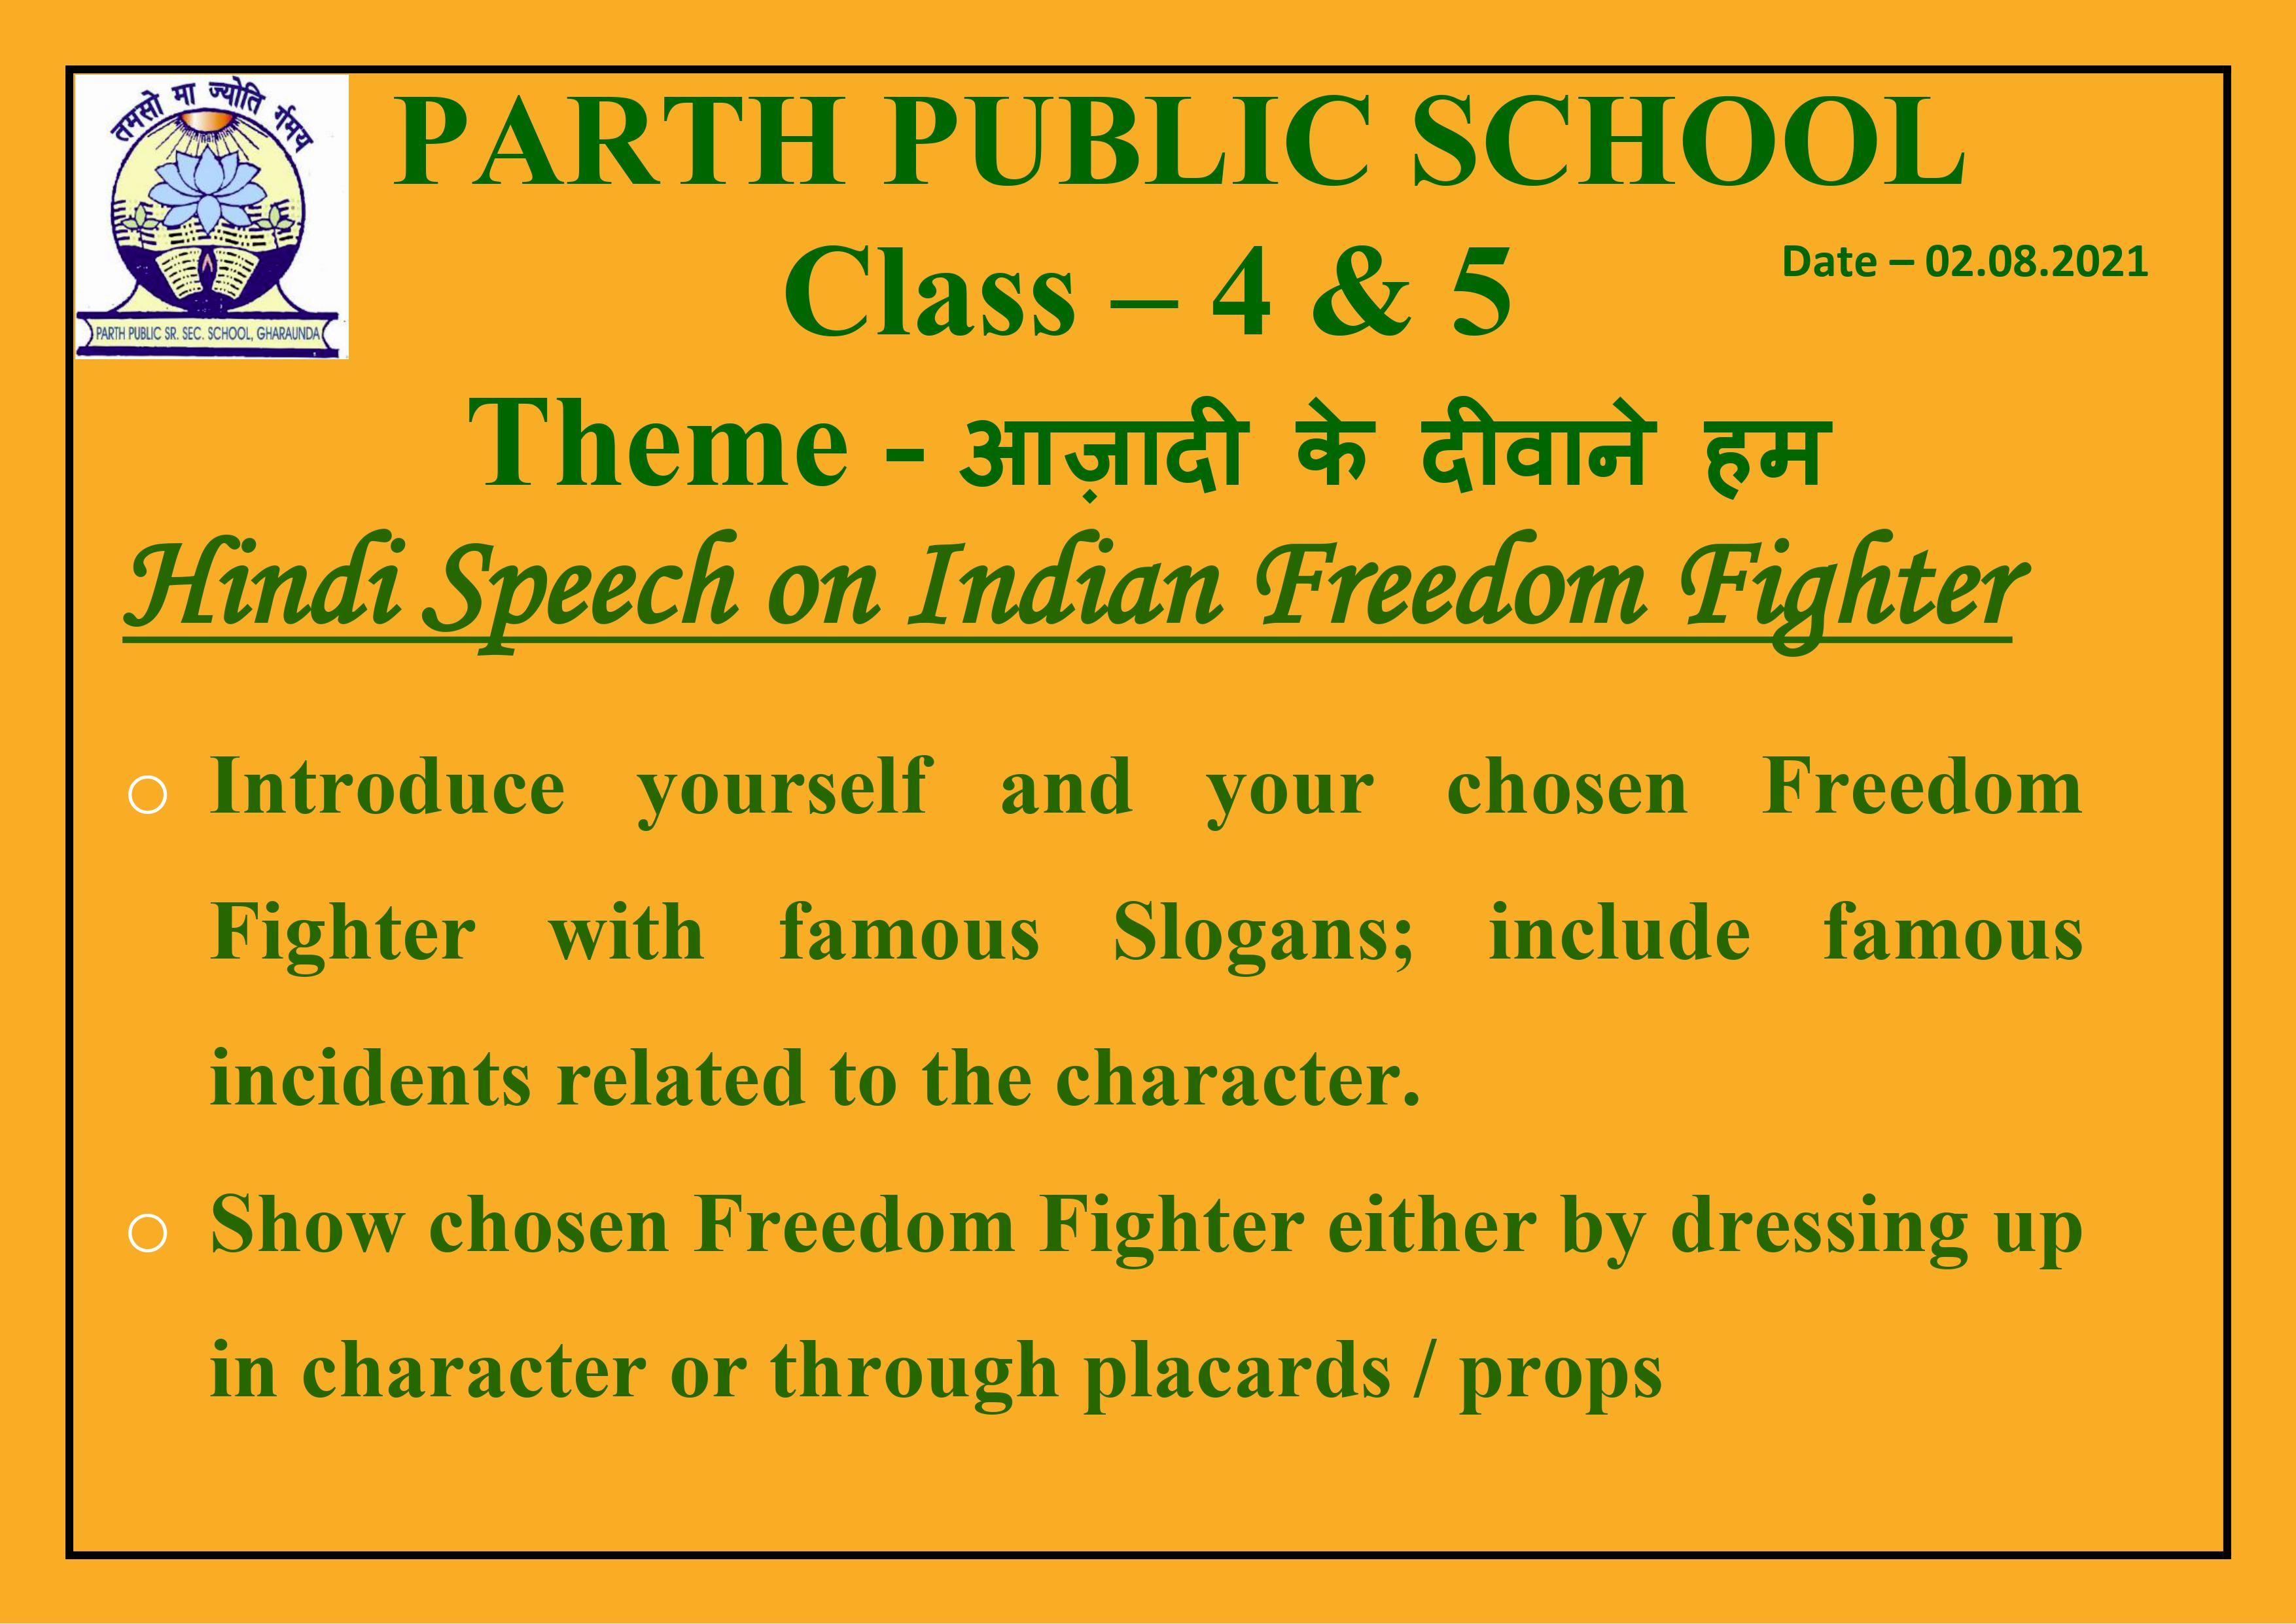 तमसो मा ज्योति र्गमय
PARTH PUBLIC SR. SEC. SCHOOL, GHARAUNDA
PARTH PUBLIC SCHOOL
Class – 4 & 5
Date – 02.08.2021
Theme - आज़ादी के दीवाने हम
Hindi Speech on Indian Freedom Fighter
○ Introduce yourself and your chosen Freedom
Fighter with famous Slogans; include famous
incidents related to the character.
○ Show chosen Freedom Fighter either by dressing up
in character or through placards / props